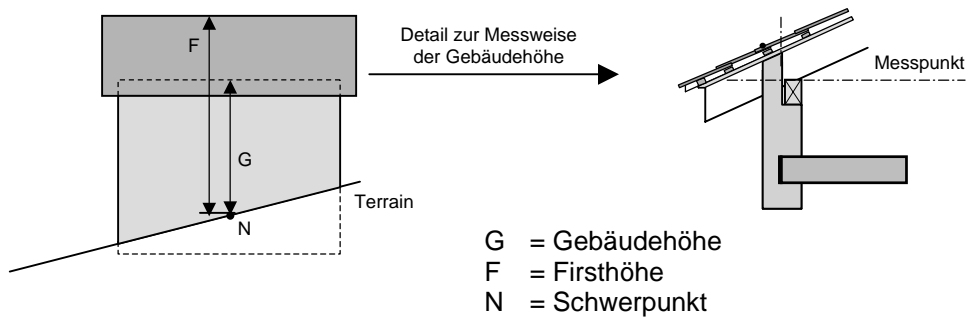 F
Detail zur Messweise
der Gebäudehöhe
Messpunkt
G
Terrain
N
G = Gebäudehöhe
F = Firsthöhe
N = Schwerpunkt